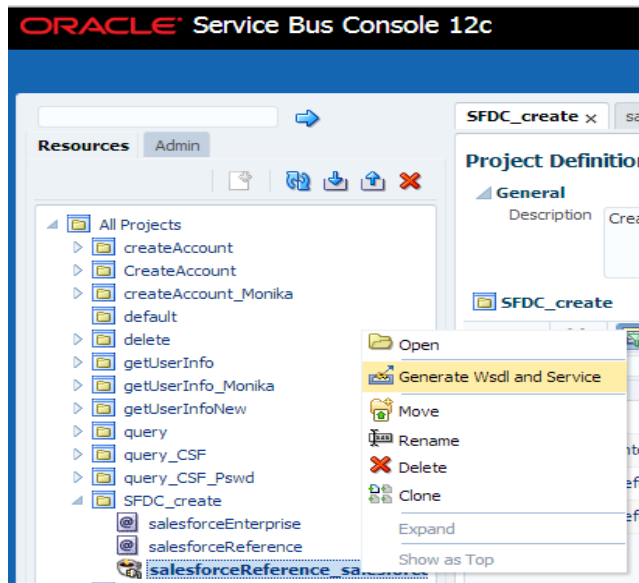 ORACLE Service Bus Console 12c
SFDC_create x
Resources Admin
Project Definition
General
Description
All Projects
createAccount
CreateAccount
createAccount_Monika
default
delete
getUserInfo
getUserInfo_Monika
getUserInfoNew
query
query_CSF
query_CSF_Pswd
SFDC_create
salesforceEnterprise
salesforceReference
SFDC_create
Open
Generate Wsdl and Service
Move
Rename
Delete
Clone
Expand
Show as Top